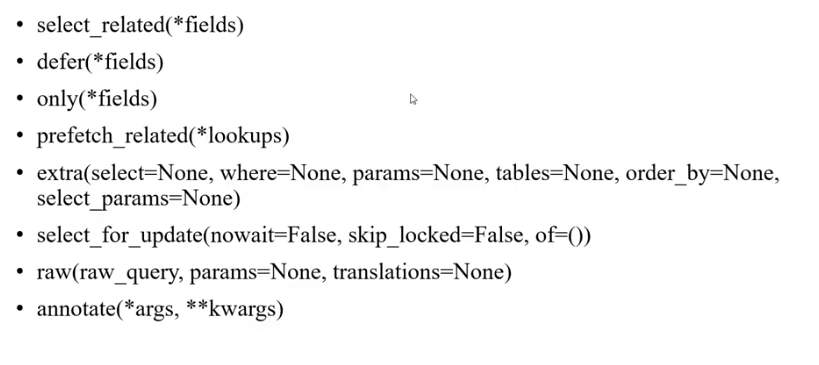 • select_related(*fields)
• defer(*fields)
• only(*fields)
• prefetch_related(*lookups)
• extra(select=None, where=None, params=None, tables=None, order_by=None,
select_params=None)
• select_for_update(nowait=False, skip_locked=False, of=())
• raw(raw_query, params=None, translations=None)
• annotate(*args, **kwargs)